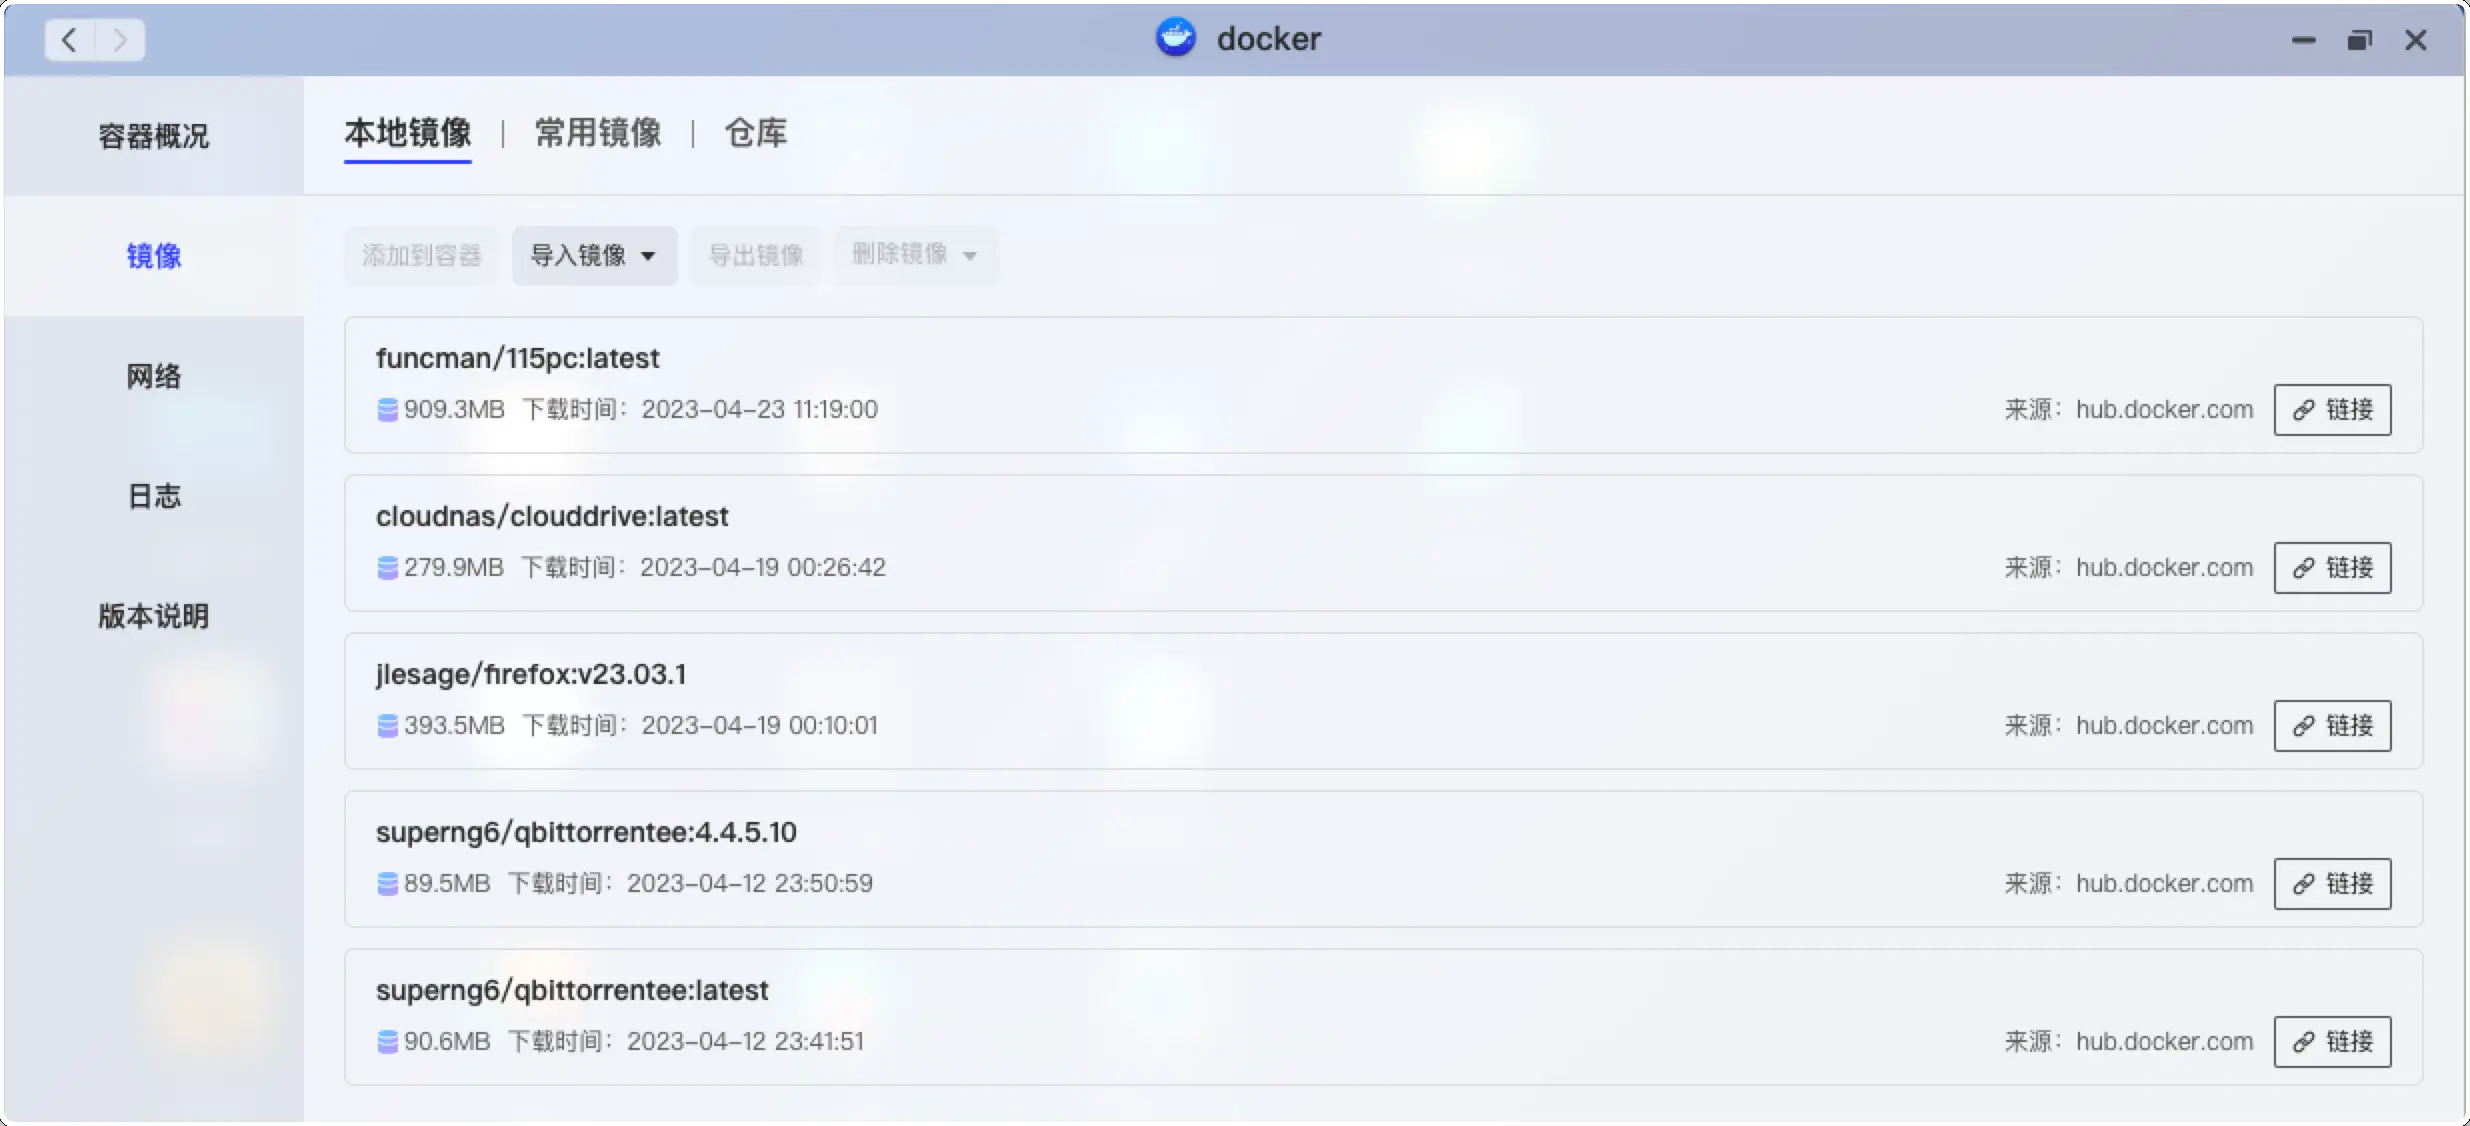 docker
容器概况
镜像
网络
日志
版本说明
本地镜像 | 常用镜像 | 仓库
添加到容器 导入镜像 导出镜像 删除镜像
funcman/115pc:latest
909.3MB 下载时间：2023-04-23 11:19:00 来源：hub.docker.com 链接
cloudnas/clouddrive:latest
279.9MB 下载时间：2023-04-19 00:26:42 来源：hub.docker.com 链接
jlesage/firefox:v23.03.1
393.5MB 下载时间：2023-04-19 00:10:01 来源：hub.docker.com 链接
superng6/qbittorrentee:4.4.5.10
89.5MB 下载时间：2023-04-12 23:50:59 来源：hub.docker.com 链接
superng6/qbittorrentee:latest
90.6MB 下载时间：2023-04-12 23:41:51 来源：hub.docker.com 链接